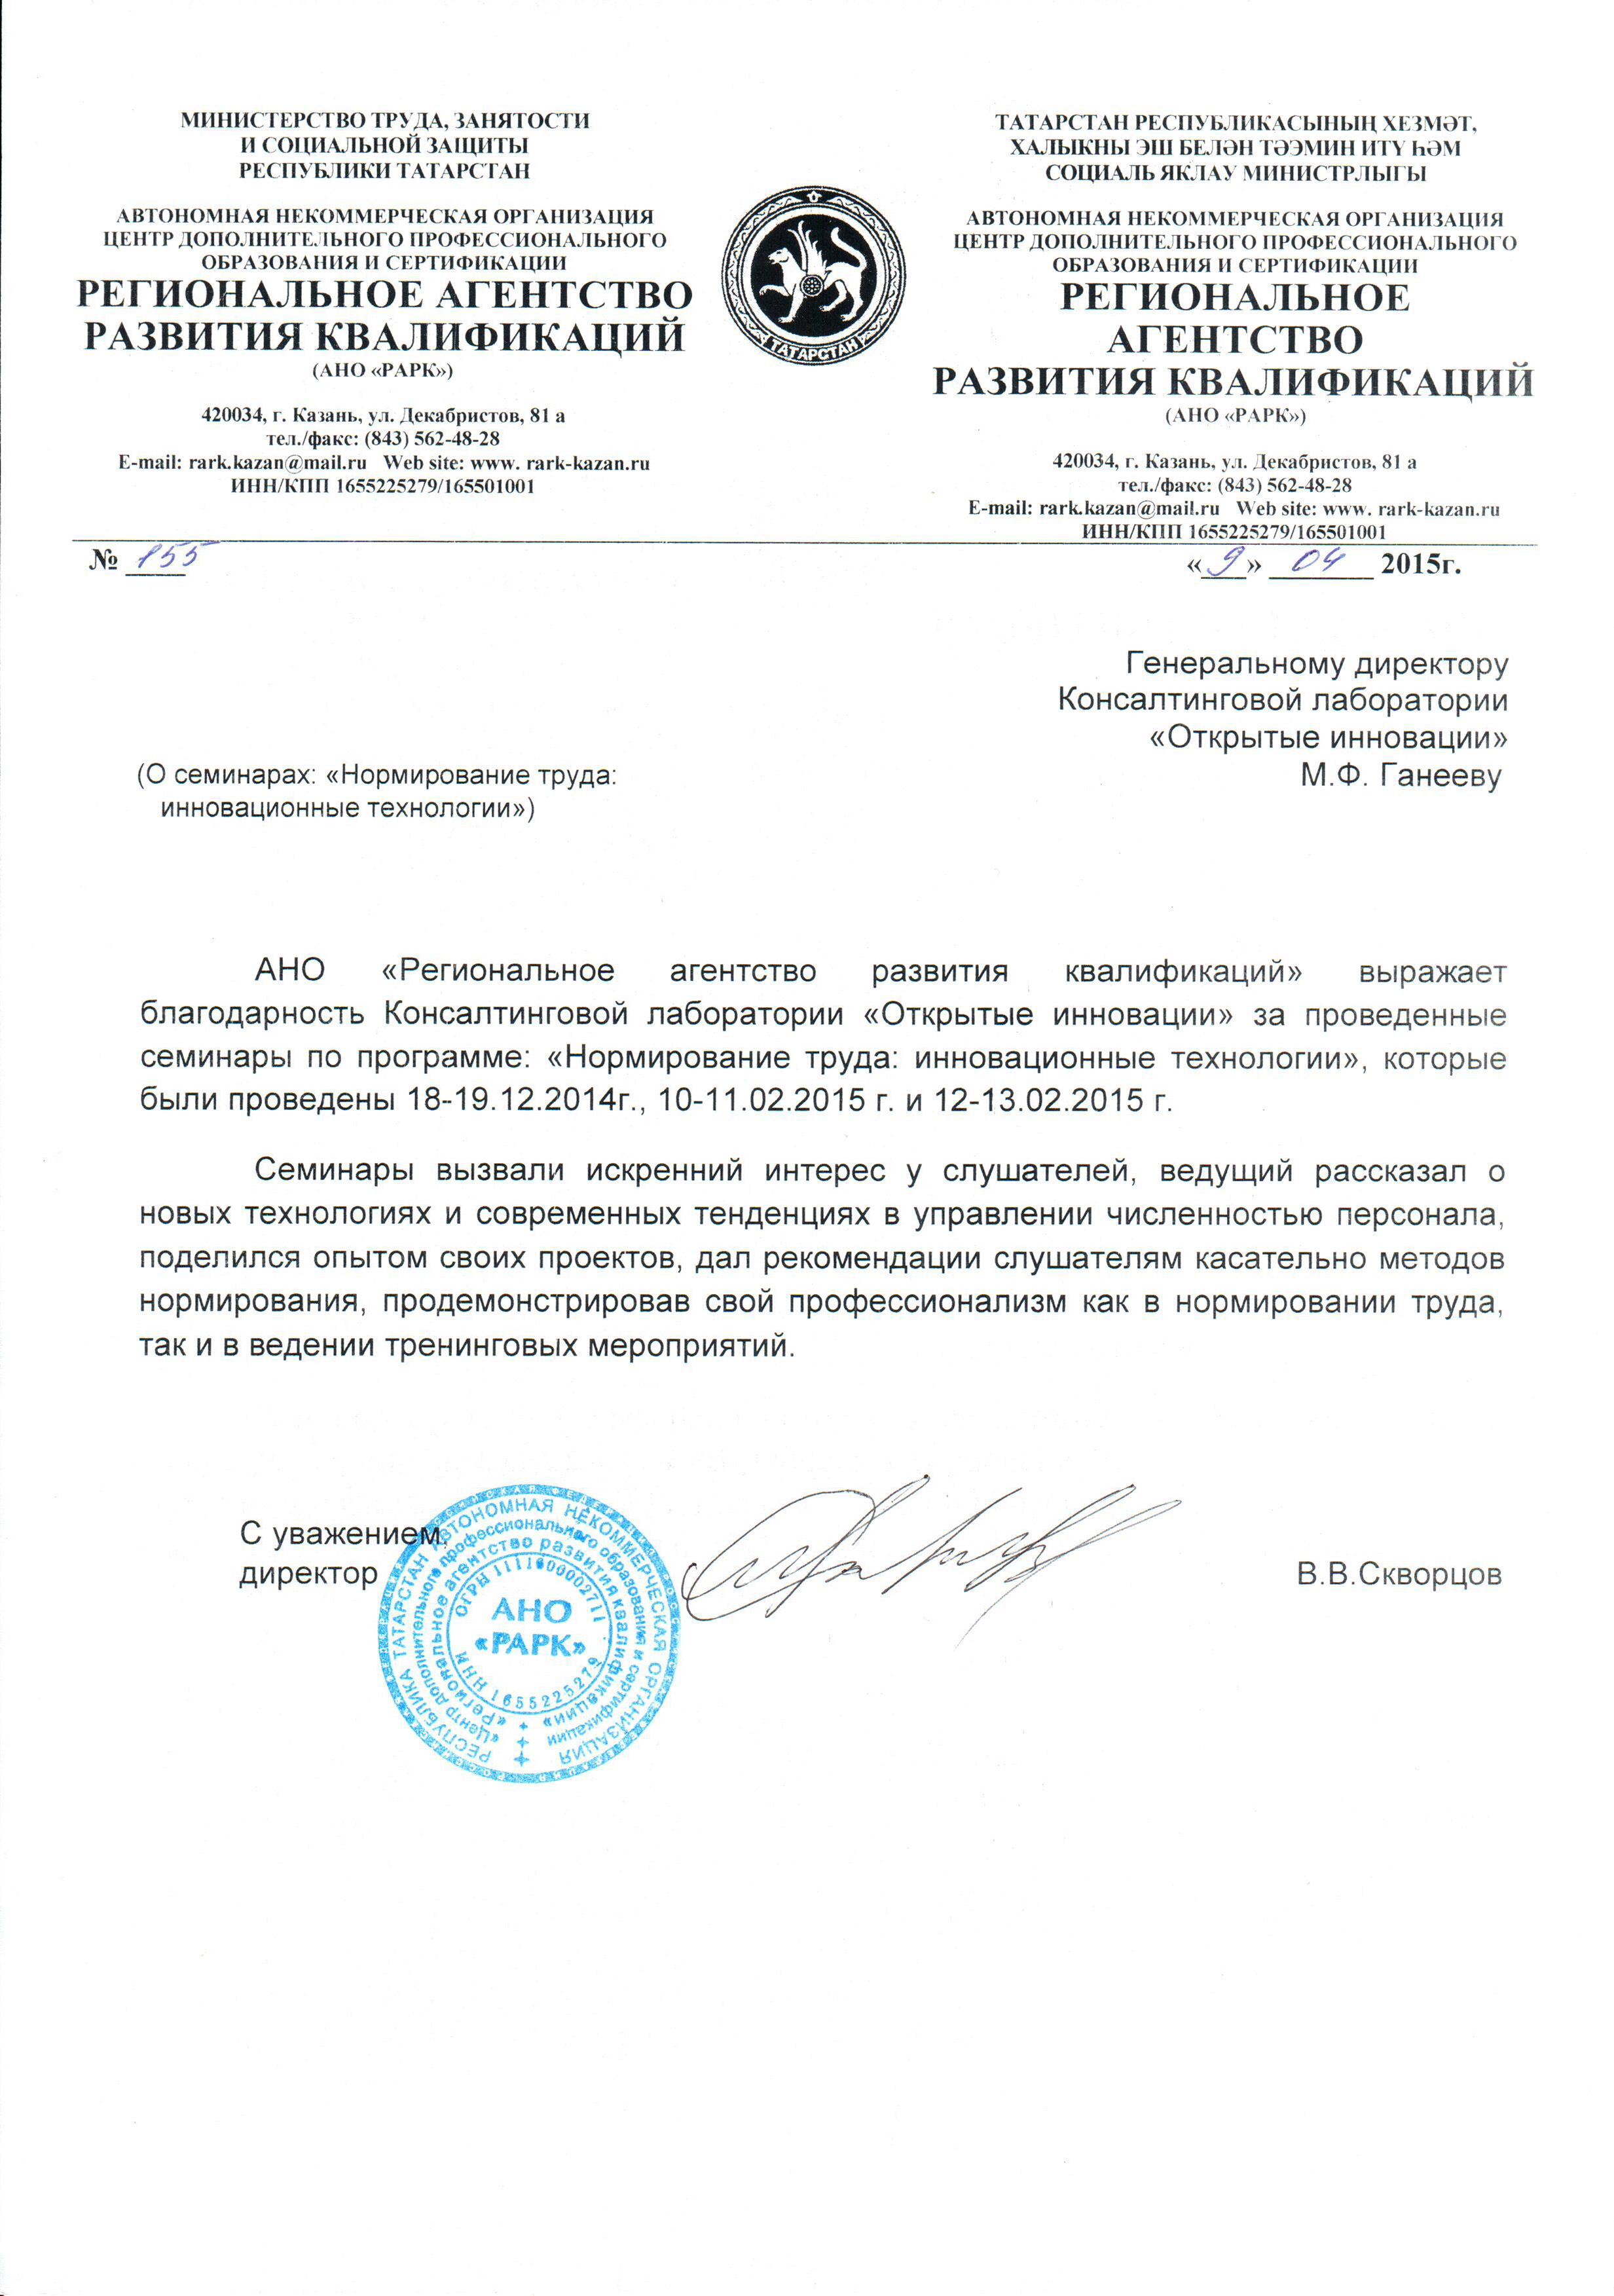 МИНИСТЕРСТВО ТРУДА, ЗАНЯТОСТИ
И СОЦИАЛЬНОЙ ЗАЩИТЫ
РЕСПУБЛИКИ ТАТАРСТАН
АВТОНОМНАЯ НЕКОММЕРЧЕСКАЯ ОРГАНИЗАЦИЯ
ЦЕНТР ДОПОЛНИТЕЛЬНОГО ПРОФЕССИОНАЛЬНОГО
ОБРАЗОВАНИЯ И СЕРТИФИКАЦИИ
РЕГИОНАЛЬНОЕ АГЕНТСТВО
РАЗВИТИЯ КВАЛИФИКАЦИЙ
(АНО «РАРК»)
420034, г. Казань, ул. Декабристов, 81 а
тел./факс: (843) 562-48-28
E-mail: rark.kazan@mail.ru Web site: www. rark-kazan.ru
ИНН/КПП 1655225279/165501001
ТАТАРСТАН
ТАТАРСТАН РЕСПУБЛИКАСЫНЫҢ ХЕЗМӘТ,
ХАЛЫКНЫ ЭШ БЕЛӘН ТӘЭМИН ИТҮ ҺӘМ
СОЦИАЛЬ ЯКЛАУ МИНИСТРЛЫГЫ
АВТОНОМНАЯ НЕКОММЕРЧЕСКАЯ ОРГАНИЗАЦИЯ
ЦЕНТР ДОПОЛНИТЕЛЬНОГО ПРОФЕССИОНАЛЬНОГО
ОБРАЗОВАНИЯ И СЕРТИФИКАЦИИ
РЕГИОНАЛЬНОЕ
АГЕНТСТВО
РАЗВИТИЯ КВАЛИФИКАЦИЙ
(АНО «РАРК»)
420034, г. Казань, ул. Декабристов, 81 а
тел./факс: (843) 562-48-28
E-mail: rark.kazan@mail.ru Web site: www. rark-kazan.ru
ИНН/КПП 1655225279/165501001
№ 155
«9» 04 2015г.
Генеральному директору
Консалтинговой лаборатории
«Открытые инновации»
М.Ф. Ганееву
(О семинарах: «Нормирование труда:
инновационные технологии»)
АНО «Региональное агентство развития квалификаций» выражает
благодарность Консалтинговой лаборатории «Открытые инновации» за проведенные
семинары по программе: «Нормирование труда: инновационные технологии», которые
были проведены 18-19.12.2014г., 10-11.02.2015 г. и 12-13.02.2015 г.
Семинары вызвали искренний интерес у слушателей, ведущий рассказал о
новых технологиях и современных тенденциях в управлении численностью персонала,
поделился опытом своих проектов, дал рекомендации слушателям касательно методов
нормирования, продемонстрировав свой профессионализм как в нормировании труда,
так и в ведении тренинговых мероприятий.
С уважением,
директор
В.В.Скворцов
РЕСПУБЛИКА ТАТАРСТАН АВТОНОМНАЯ НЕКОММЕРЧЕСКАЯ ОРГАНИЗАЦИЯ
«Центр дополнительного профессионального образования и сертификации
«Региональное агентство развития квалификации»
ОГРН 1111600002711
АНО
«РАРК»
ИНН 1655225279